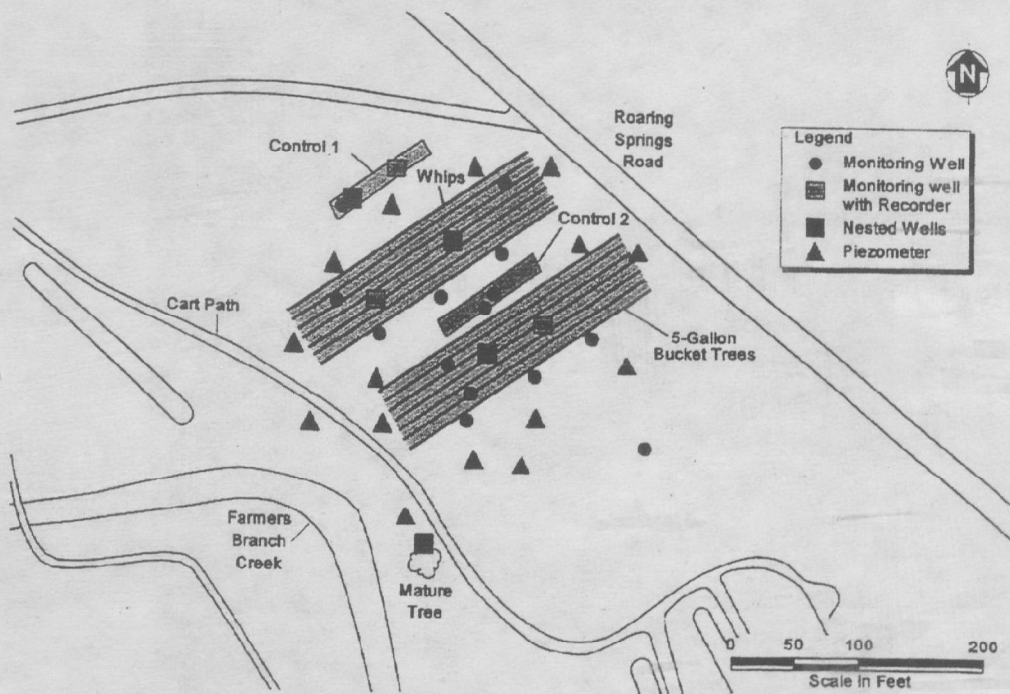 N
Roaring
Springs
Road
Legend
Monitoring Well
Monitoring well
with Recorder
Nested Wells
Piezometer
Control 1
Whips
Control 2
Cart Path
5-Gallon
Bucket Trees
Farmers
Branch
Creek
Mature
Tree
0 50 100 200
Scale in Feet